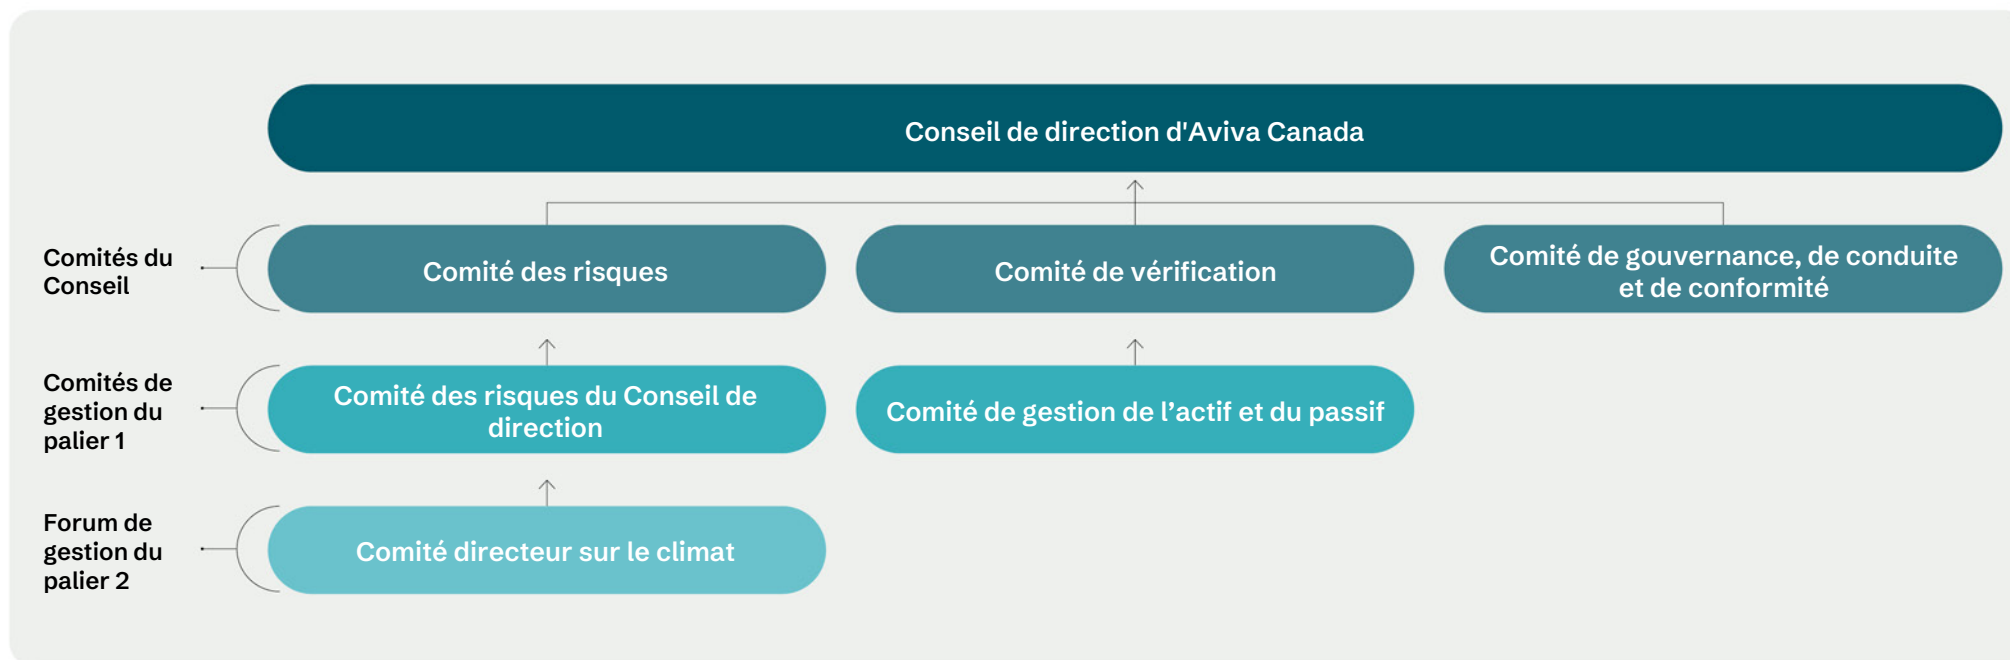 Conseil de direction d'Aviva Canada
Comités du
Conseil
Comité des risques
Comité de vérification
Comité de gouvernance, de conduite
et de conformité
Comités de
gestion du
palier 1
Comité des risques du Conseil de
direction
Comité de gestion de l’actif et du passif
Forum de
gestion du
palier 2
Comité directeur sur le climat